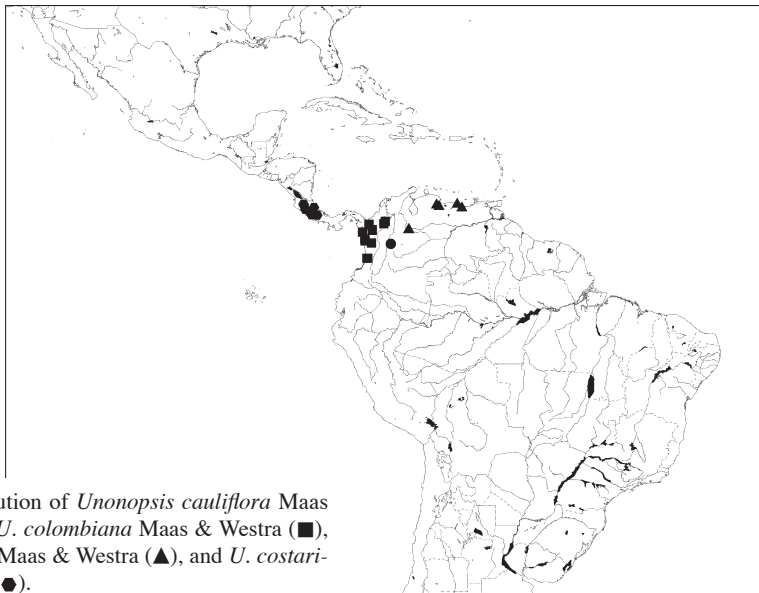 ution of Unonopsis cauliflora Maas
U. colombiana Maas & Westra (■),
Maas & Westra (▲), and U. costari-
⬣).